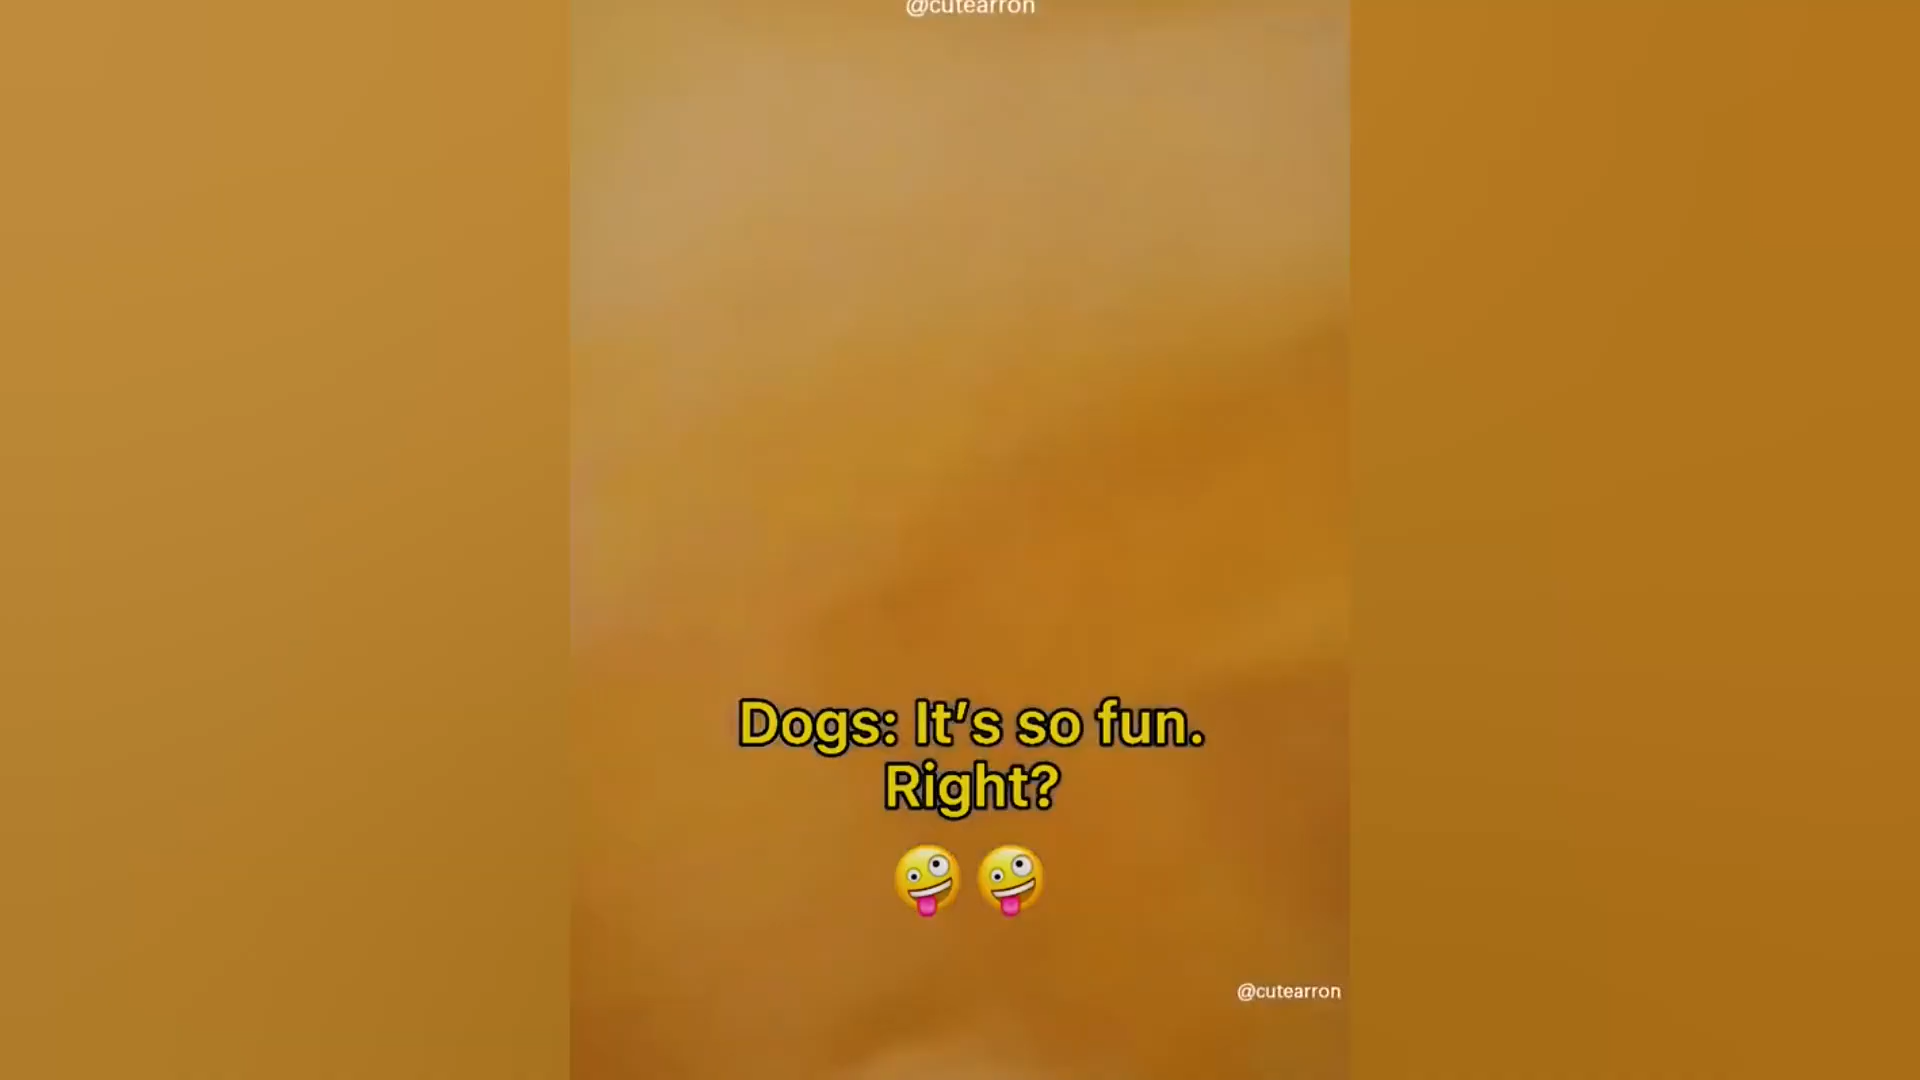 @cutearron
Dogs: It's so fun.
Right?
🤪 🤪
@cutearron